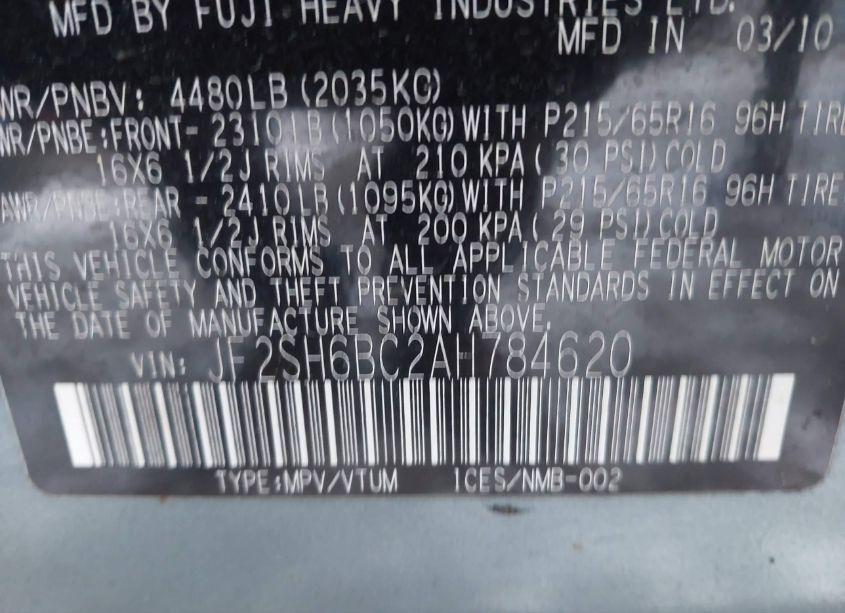 MFD BY FUJI HEAVY INDUSTRIES LTD.
MFD IN 03/10
WR/PNBV: 4480LB (2035KG)
WR/PNBE:FRONT- 2310LB(1050KG)WITH P215/65R16 96H TIRE
16X6 1/2J RIMS AT 210 KPA( 30 PSI)COLD
AWR/PNBE:REAR - 2410LB(1095KG)WITH P215/65R16 96H TIRE
16X6 1/2J RIMS AT 200 KPA( 29 PSI)COLD
THIS VEHICLE CONFORMS TO ALL APPLICABLE FEDERAL MOTOR
VEHICLE SAFETY AND THEFT PREVENTION STANDARDS IN EFFECT ON
THE DATE OF MANUFACTURE SHOWN ABOVE.
VIN: JF2SH6BC2AH784620
TYPE:MPV/VTUM ICES/NMB-002